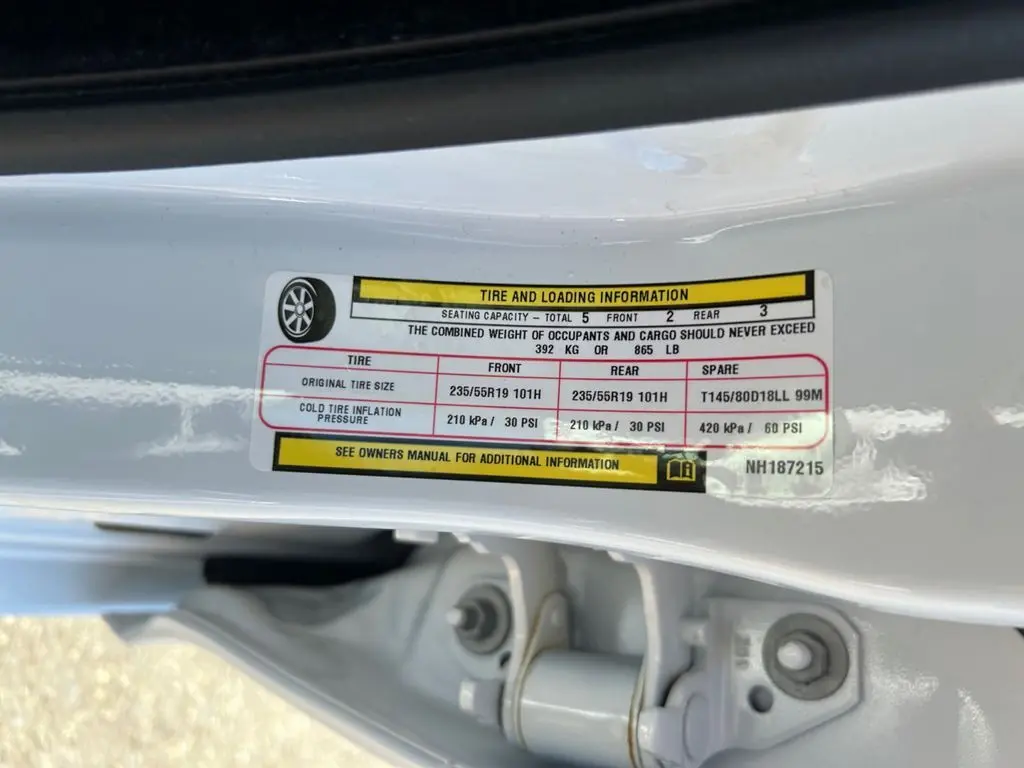 TIRE AND LOADING INFORMATION
SEATING CAPACITY – TOTAL 5 FRONT 2 REAR 3
THE COMBINED WEIGHT OF OCCUPANTS AND CARGO SHOULD NEVER EXCEED
392 KG OR 865 LB
TIRE FRONT REAR SPARE
ORIGINAL TIRE SIZE 235/55R19 101H 235/55R19 101H T145/80D18LL 99M
COLD TIRE INFLATION PRESSURE 210 kPa / 30 PSI 210 kPa / 30 PSI 420 kPa / 60 PSI
SEE OWNERS MANUAL FOR ADDITIONAL INFORMATION
NH187215